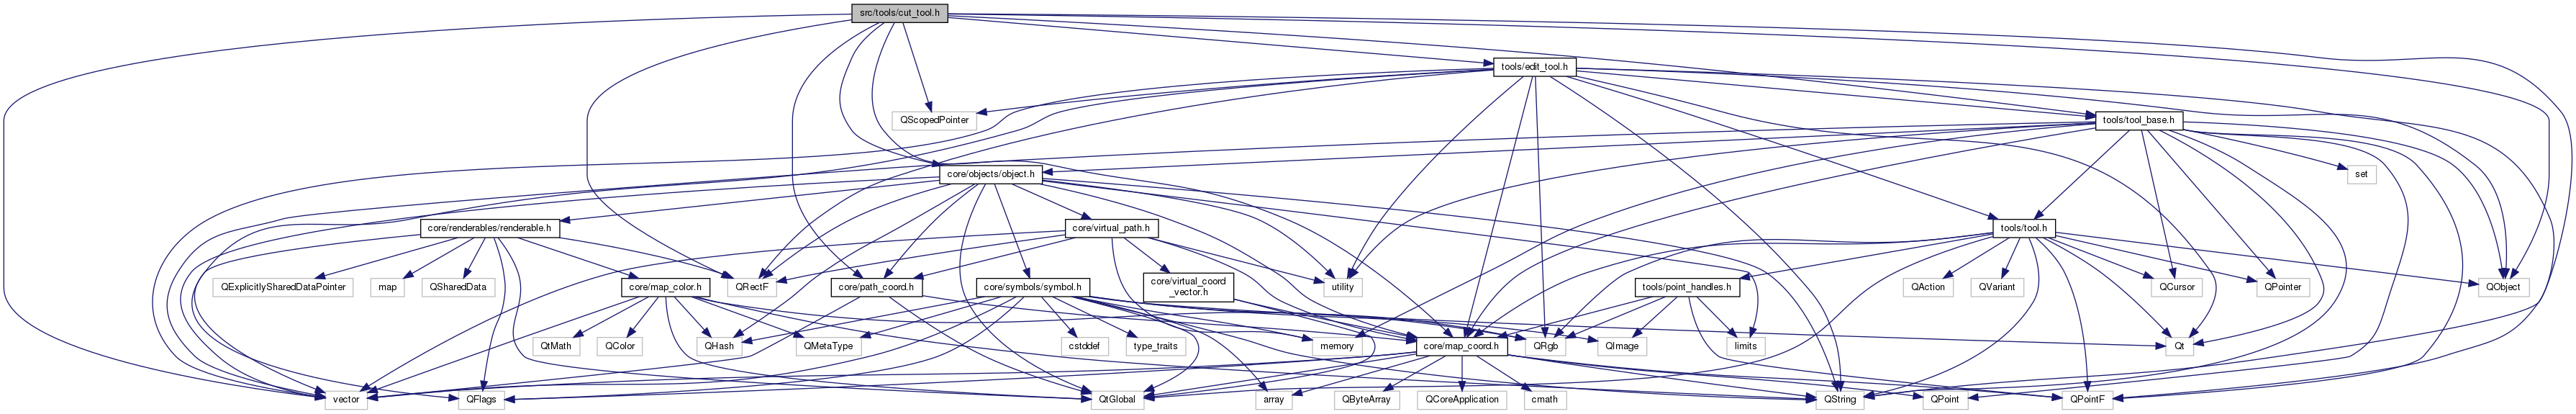 src/tools/cut_tool.h
tools/edit_tool.h
QScopedPointer
tools/tool_base.h
core/objects/object.h
set
core/renderables/renderable.h
core/virtual_path.h
tools/tool.h
QExplicitlySharedDataPointer
map
QSharedData
core/map_color.h
QRectF
core/path_coord.h
core/symbols/symbol.h
core/virtual_coord
_vector.h
utility
tools/point_handles.h
QAction
QVariant
QCursor
QPointer
QObject
QtMath
QColor
QHash
QMetaType
cstddef
type_traits
memory
core/map_coord.h
QRgb
QImage
limits
Qt
vector
QFlags
QtGlobal
array
QByteArray
QCoreApplication
cmath
QString
QPoint
QPointF